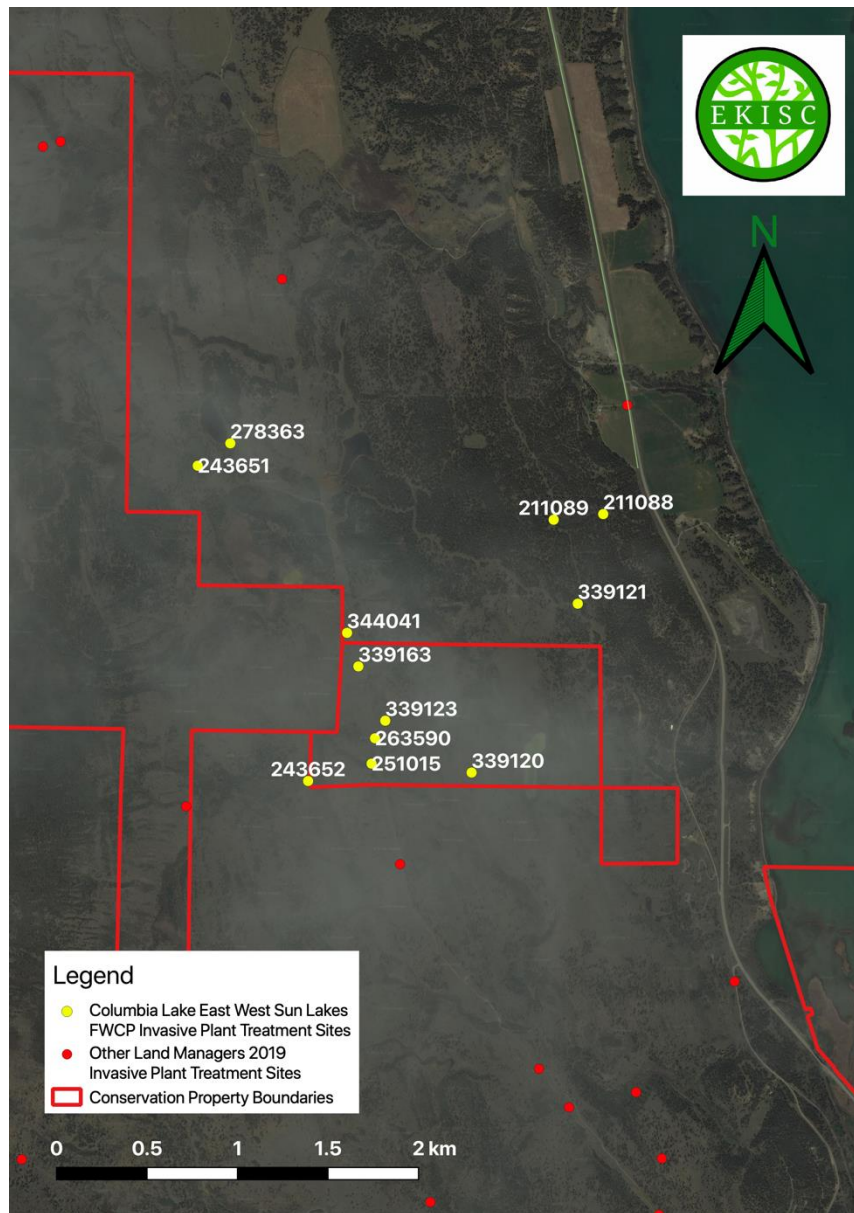 EKISC
N
278363
243651
211089
211088
339121
344041
339163
339123
263590
251015
339120
243652
Legend
Columbia Lake East West Sun Lakes
FWCP Invasive Plant Treatment Sites
Other Land Managers 2019
Invasive Plant Treatment Sites
Conservation Property Boundaries
0 0.5 1 1.5 2 km